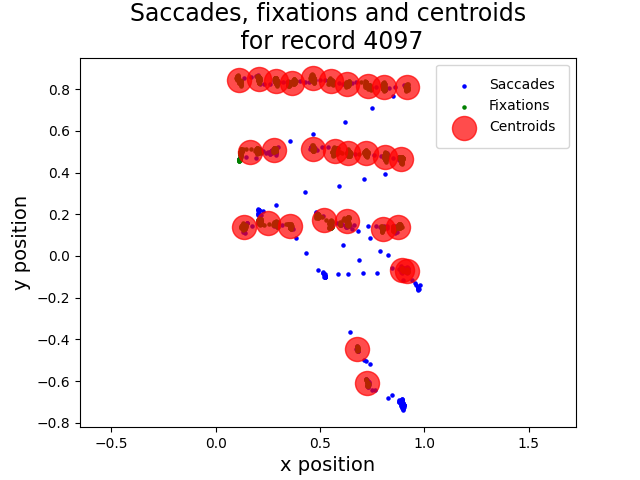 Saccades, fixations and centroids
for record 4097
Saccades
Fixations
Centroids
0.8
0.6
0.4
0.2
0.0
−0.2
−0.4
−0.6
−0.8
y position
−0.5
0.0
0.5
1.0
1.5
x position